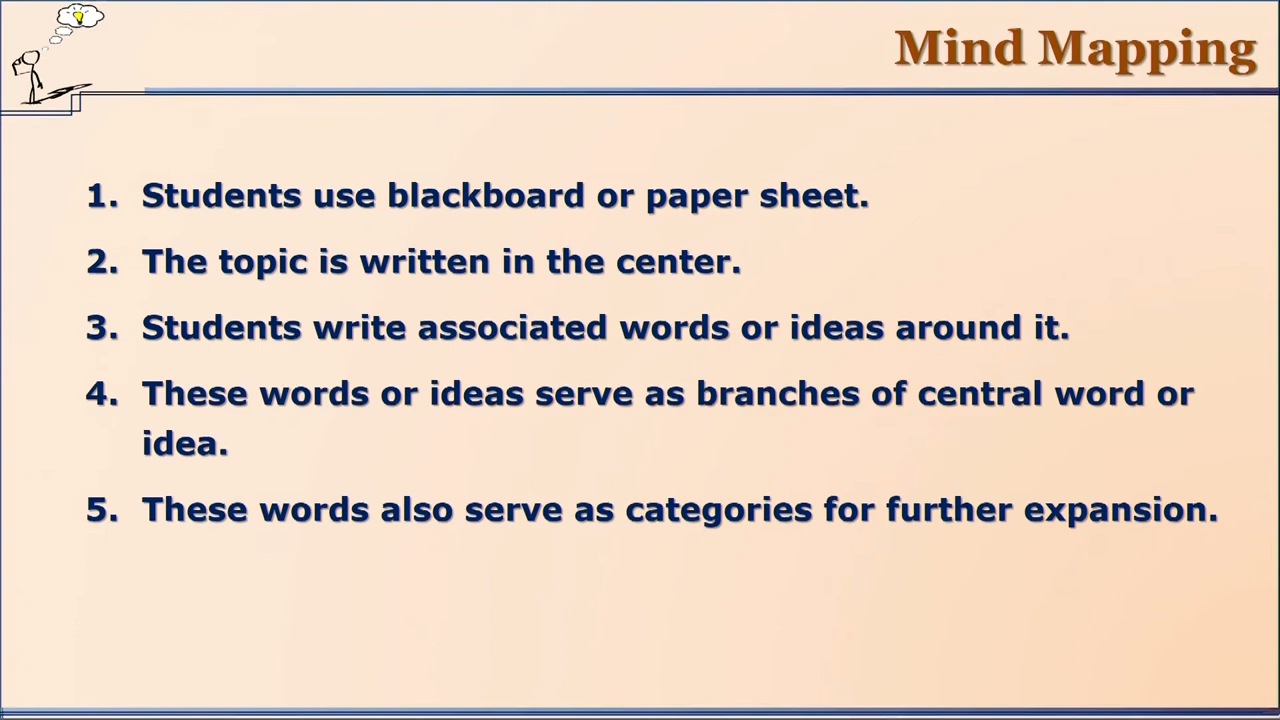 Mind Mapping
1. Students use blackboard or paper sheet.
2. The topic is written in the center.
3. Students write associated words or ideas around it.
4. These words or ideas serve as branches of central word or
idea.
5. These words also serve as categories for further expansion.